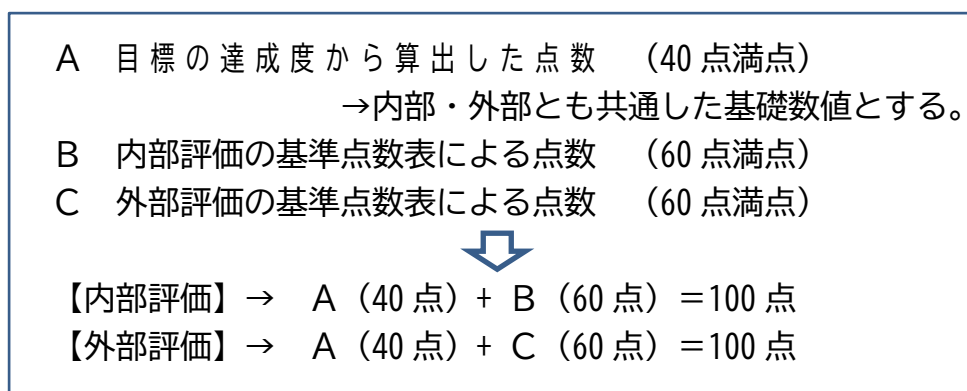 A　目標の達成度から算出した点数　（40点満点）
→内部・外部とも共通した基礎数値とする。
B　内部評価の基準点数表による点数　（60点満点）
C　外部評価の基準点数表による点数　（60点満点）
【内部評価】→　A（40点）+ B（60点）＝100点
【外部評価】→　A（40点）+ C（60点）＝100点